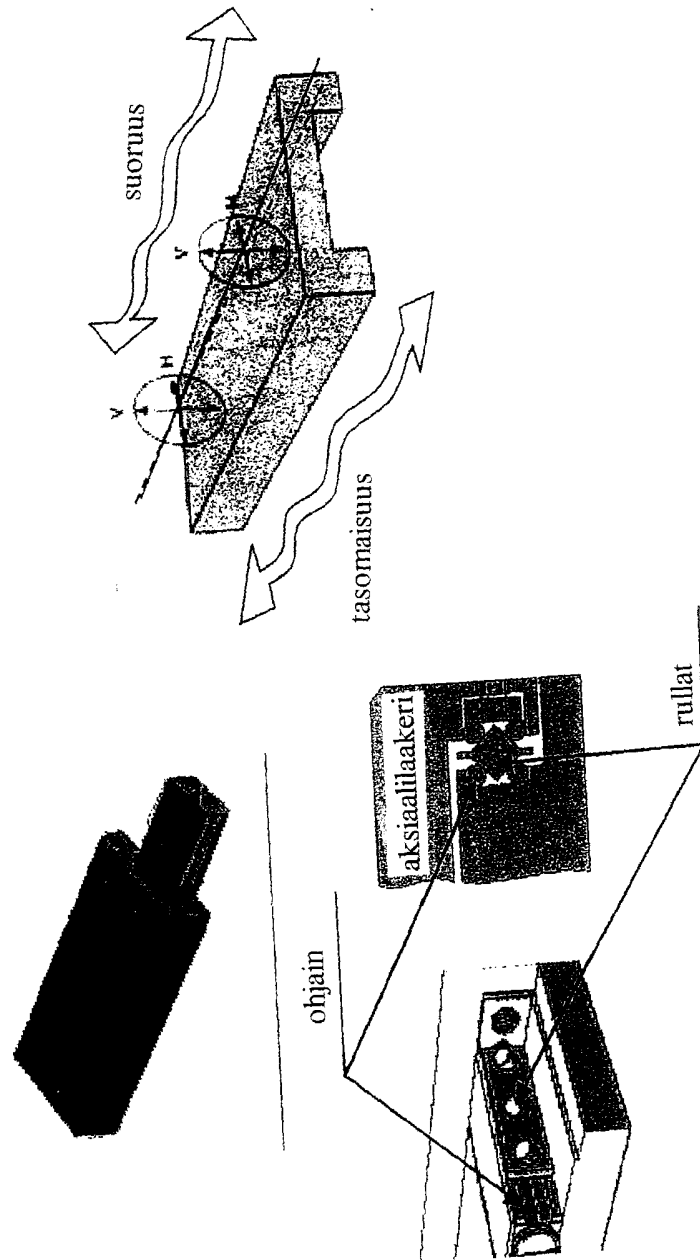 suoruus
V
H
V
H
tasomaisuus
ohjain
aksiaalilaakeri
rullat